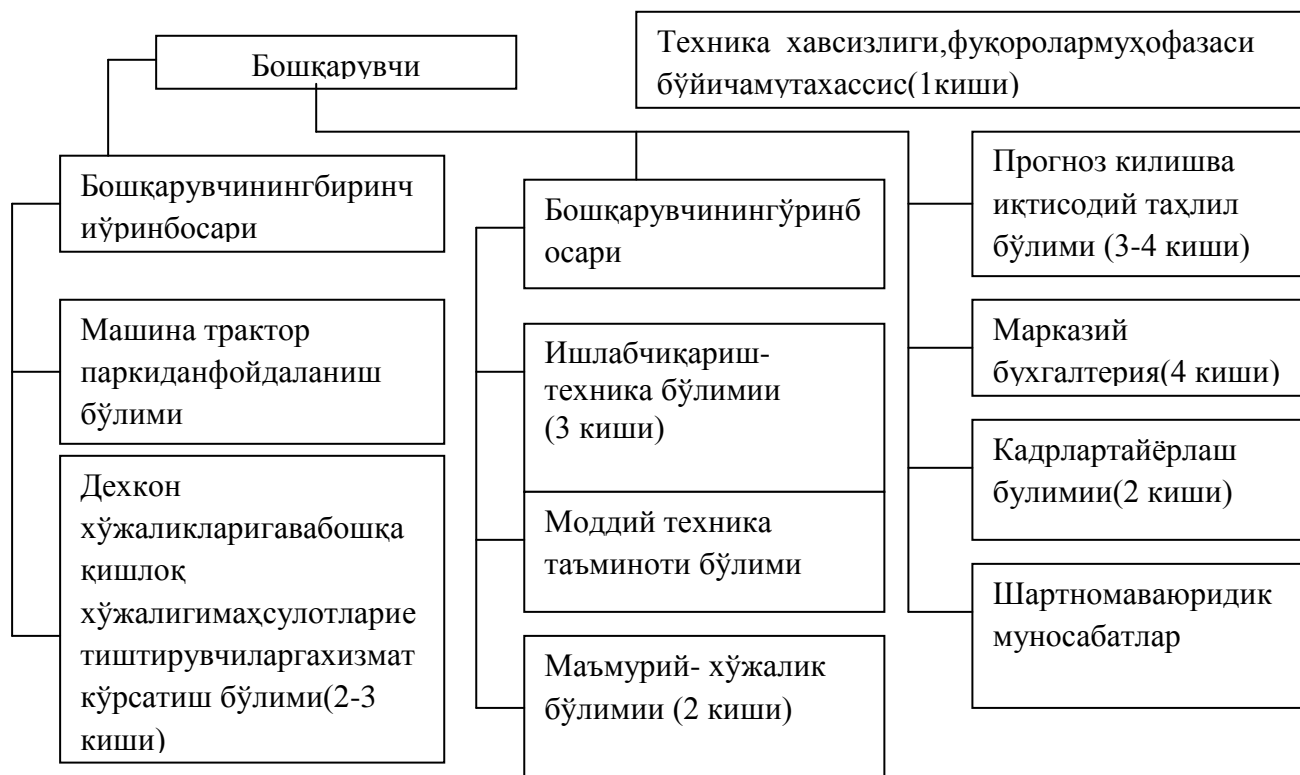 Бошқарувчи
Техника хавсизлиги,фуқоролармуҳофазаси
бўйичамутахассис(1киши)
Бошқарувчинингбиринч
иўринбосари
Машина трактор
паркиданфойдаланиш
бўлими
Дехкон
хўжаликларигавабошқа
қишлоқ
хўжалигимаҳсулотларие
тиштирувчиларгахизмат
кўрсатиш бўлими(2-3
киши)
Бошқарувчинингўринб
осари
Ишлабчиқариш-
техника бўлимии
(3 киши)
Моддий техника
таъминоти бўлими
Маъмурий- хўжалик
бўлимии (2 киши)
Прогноз килишва
иқтисодий таҳлил
бўлими (3-4 киши)
Марказий
бухгалтерия(4 киши)
Кадрлартайёрлаш
булимии(2 киши)
Шартномаваюридик
муносабатлар